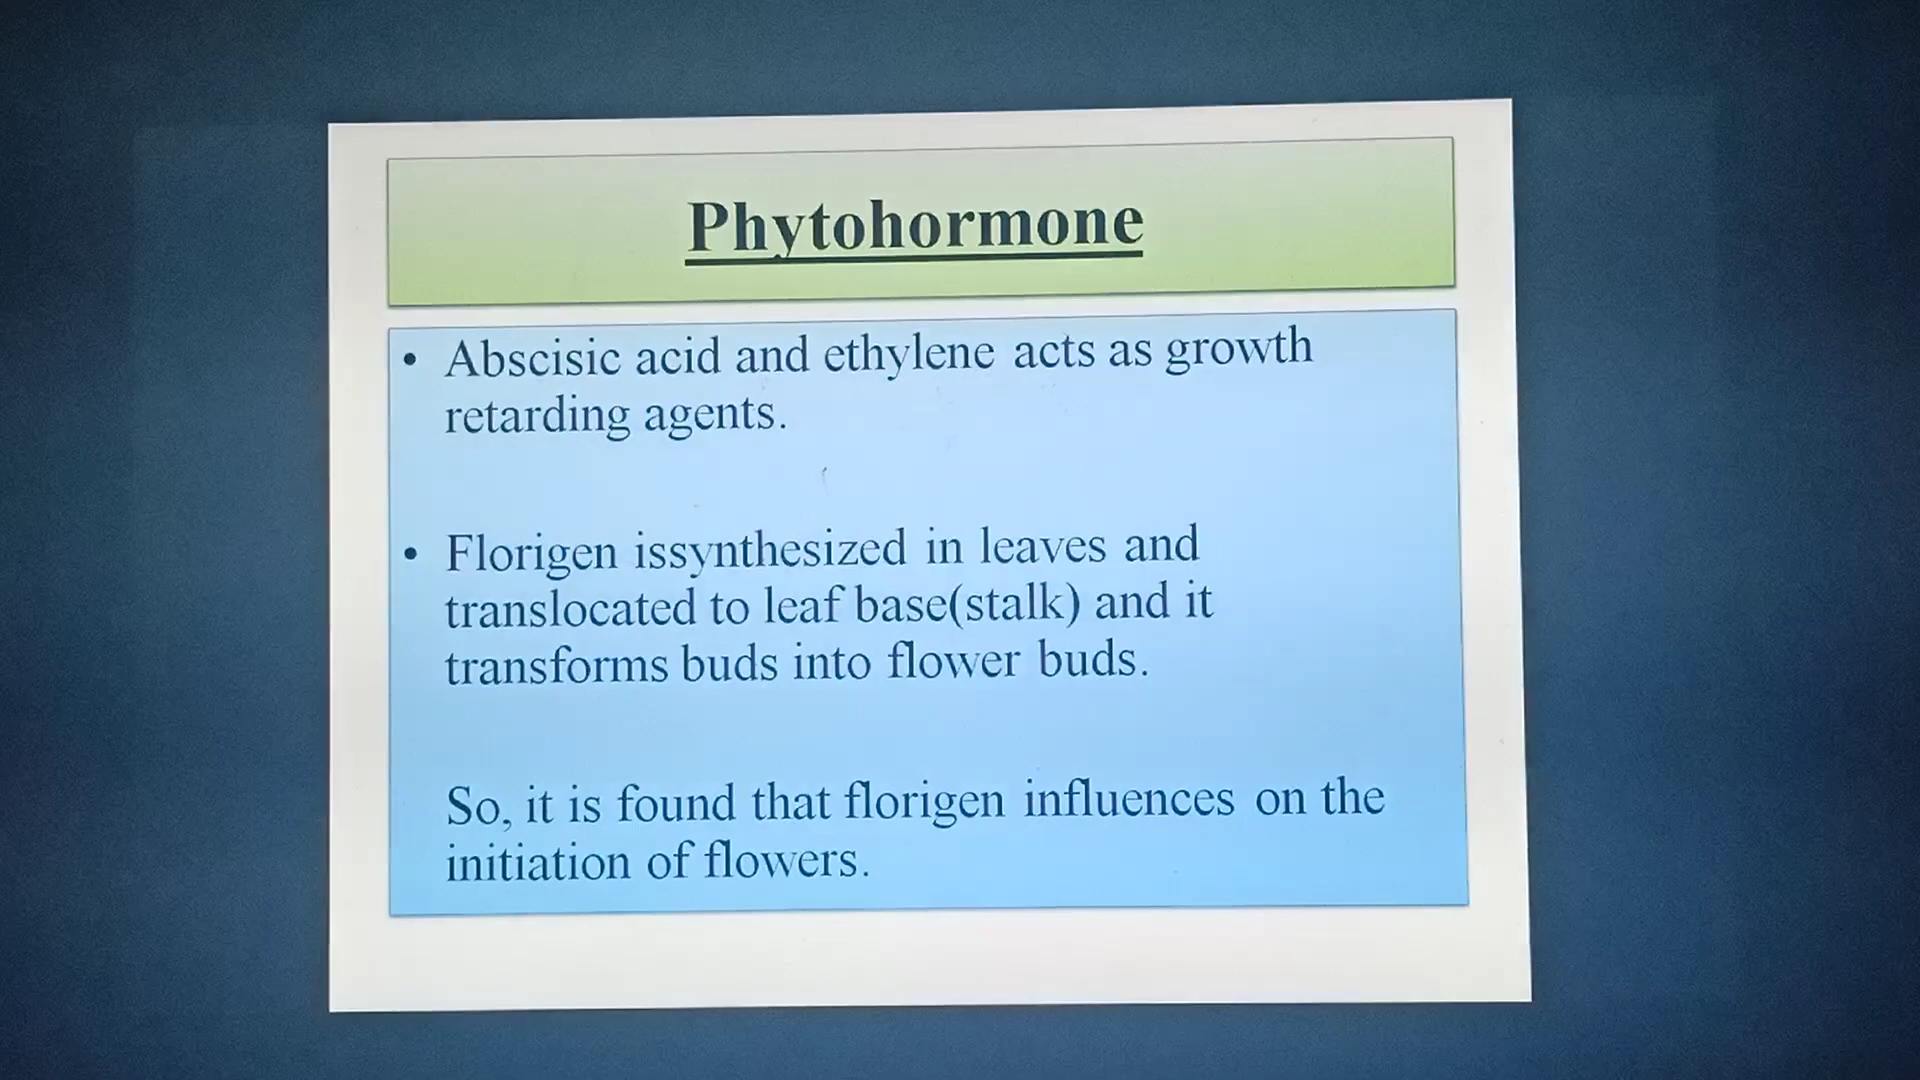 Phytohormone
• Abscisic acid and ethylene acts as growth
retarding agents.
• Florigen issynthesized in leaves and
translocated to leaf base(stalk) and it
transforms buds into flower buds.
So, it is found that florigen influences on the
initiation of flowers.